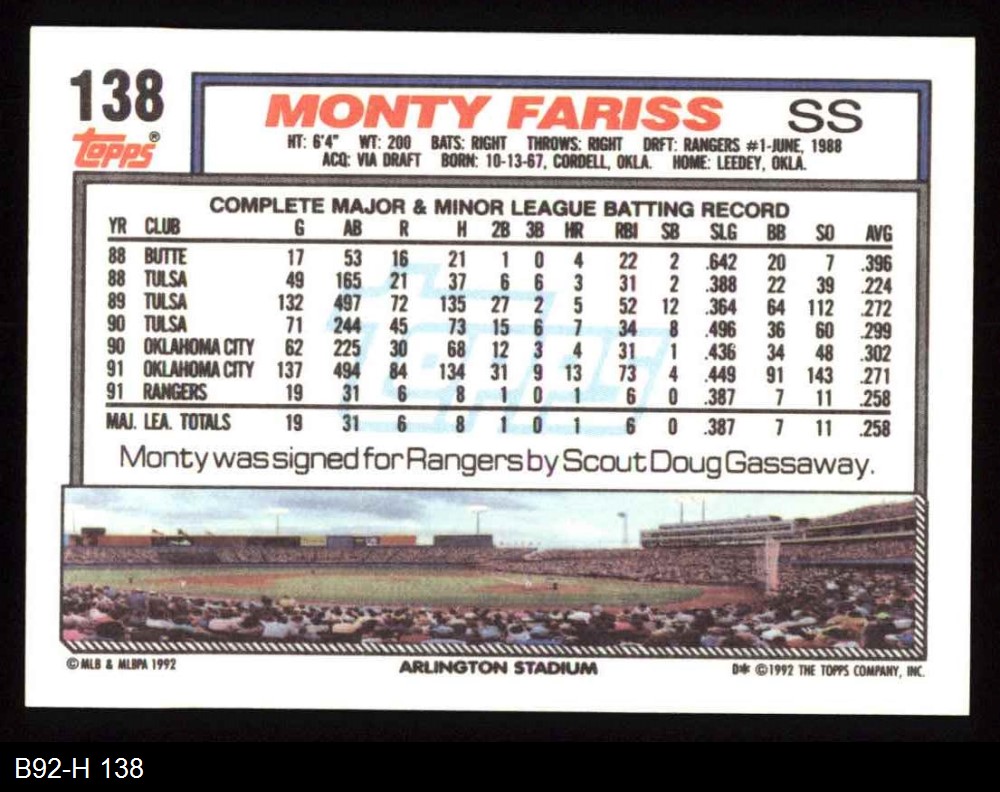 138
MONTY FARISS SS
Topps®
HT: 6'4" WT: 200 BATS: RIGHT THROWS: RIGHT DRFT: RANGERS #1-JUNE, 1988
ACQ: VIA DRAFT BORN: 10-13-67, CORDELL, OKLA. HOME: LEEDEY, OKLA.
COMPLETE MAJOR & MINOR LEAGUE BATTING RECORD
YR CLUB G AB R H 2B 3B HR RBI SB SLG BB SO AVG
88 BUTTE 17 53 16 21 1 0 4 22 2 .642 20 7 .396
88 TULSA 49 165 21 37 6 6 3 31 2 .388 22 39 .224
89 TULSA 132 497 72 135 27 2 5 52 12 .364 64 112 .272
90 TULSA 71 244 45 73 15 6 7 34 8 .496 36 60 .299
90 OKLAHOMA CITY 62 225 30 68 12 3 4 31 1 .436 34 48 .302
91 OKLAHOMA CITY 137 494 84 134 31 9 13 73 4 .449 91 143 .271
91 RANGERS 19 31 6 8 1 0 1 6 0 .387 7 11 .258
MAJ. LEA. TOTALS 19 31 6 8 1 0 1 6 0 .387 7 11 .258
Topps
Monty was signed for Rangers by Scout Doug Gassaway.
© MLB & MLBPA 1992 ARLINGTON STADIUM D* © 1992 THE TOPPS COMPANY, INC.
B92-H 138